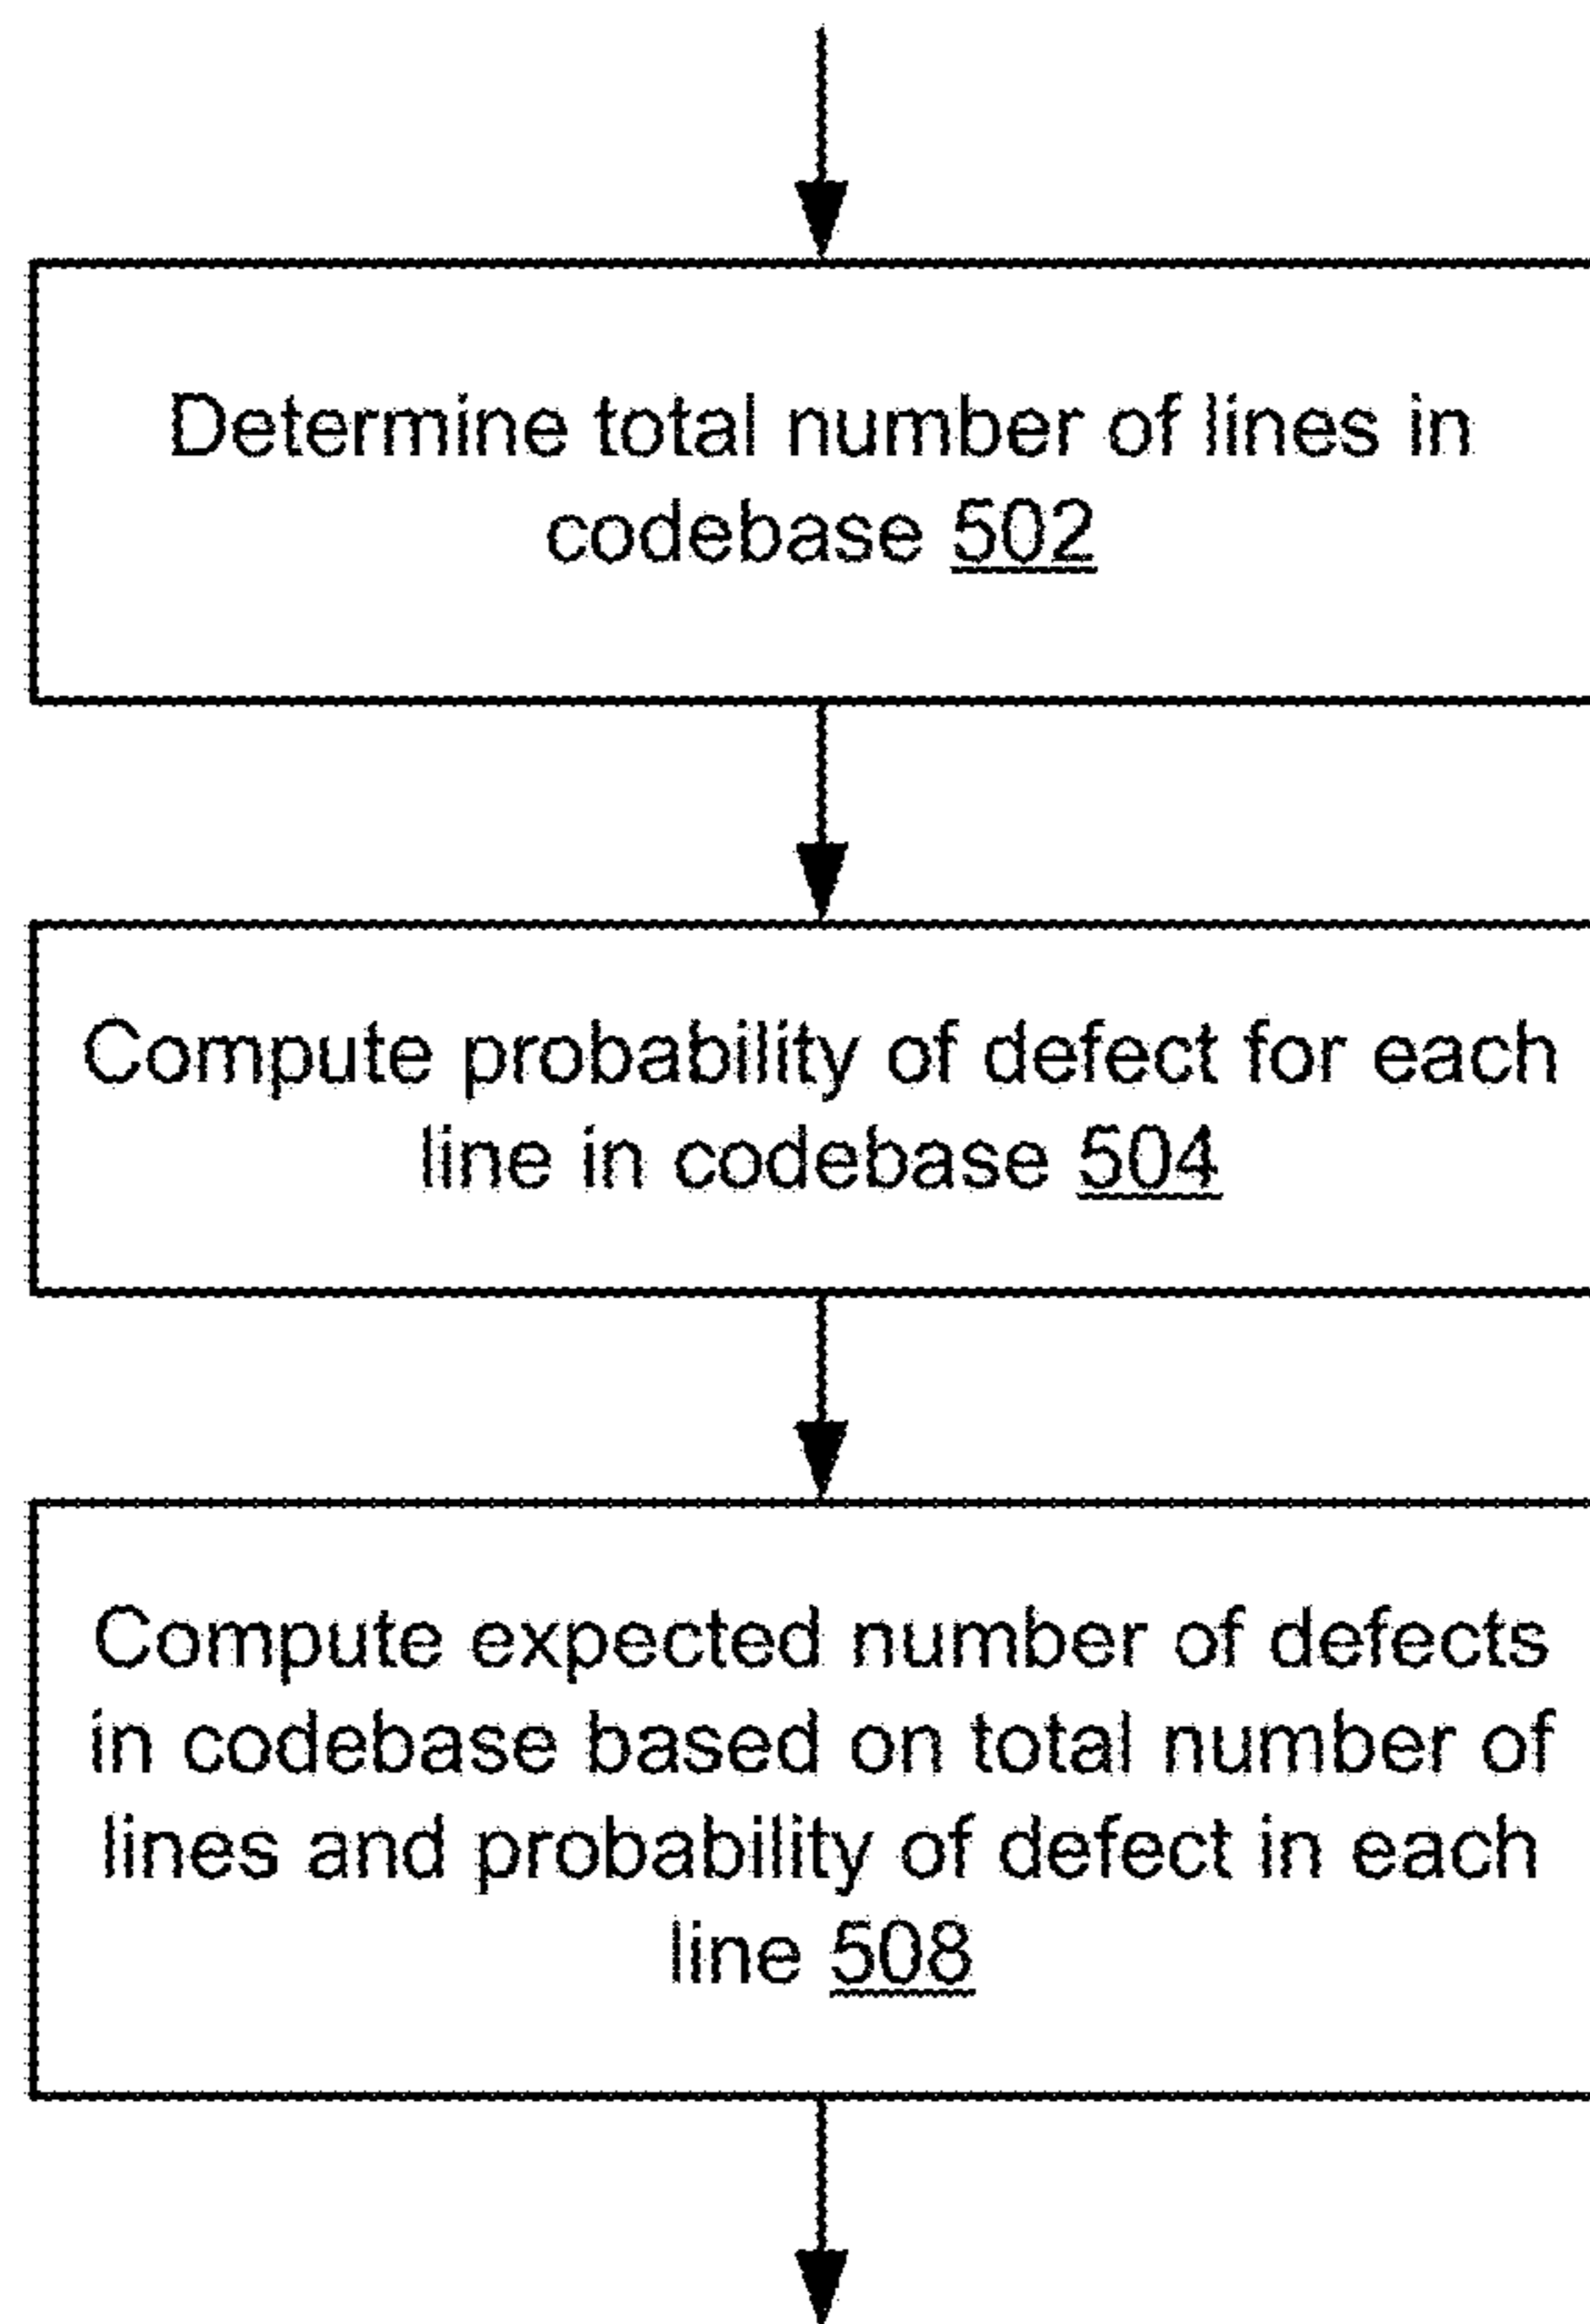 Determine total number of lines in
codebase 502
Compute probability of defect for each
line in codebase 504
Compute expected number of defects
in codebase based on total number of
lines and probability of defect in each
line 508